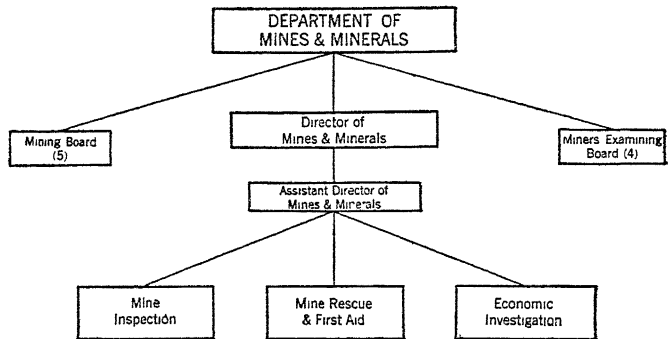 DEPARTMENT OF
MINES & MINERALS
Mining Board
(5)
Director of
Mines & Minerals
Miners Examining
Board (4)
Assistant Director of
Mines & Minerals
Mine
Inspection
Mine Rescue
& First Aid
Economic
Investigation